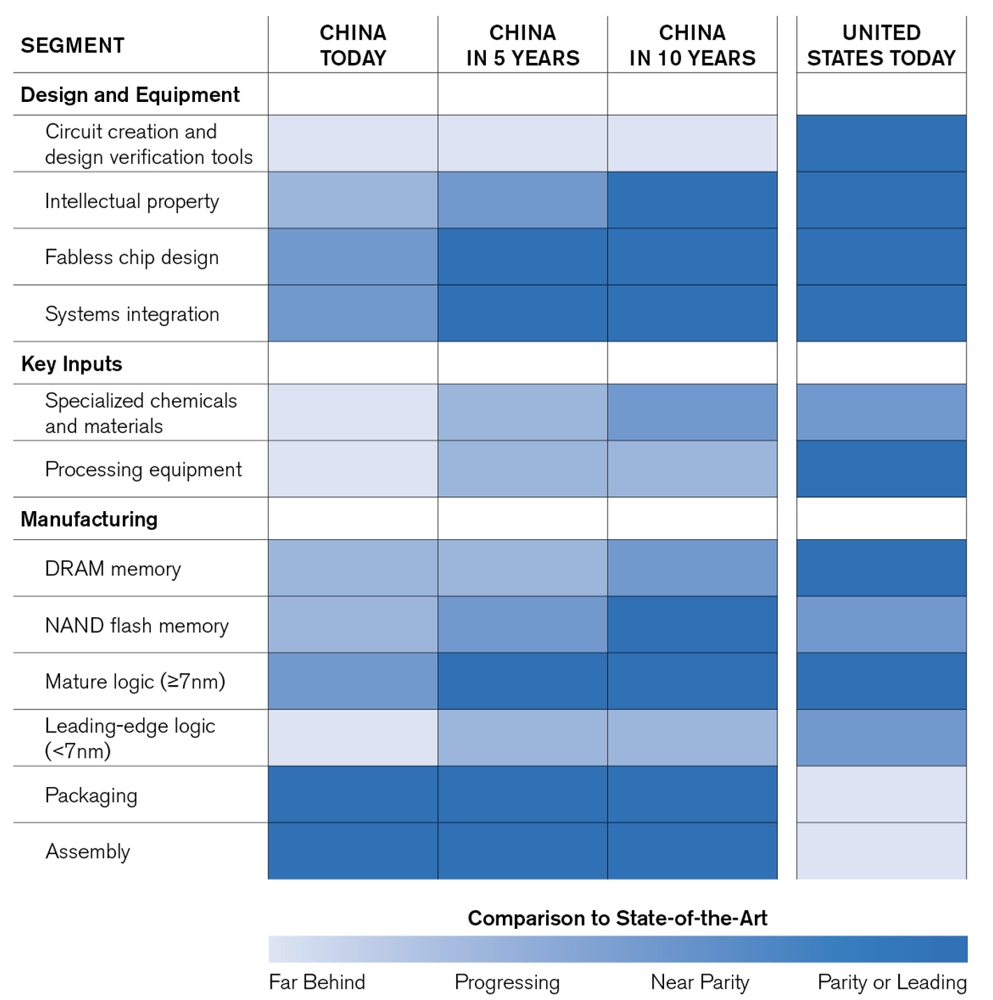 SEGMENT
CHINA
TODAY
CHINA
IN 5 YEARS
CHINA
IN 10 YEARS
UNITED
STATES TODAY
Design and Equipment
Circuit creation and
design verification tools
Intellectual property
Fabless chip design
Systems integration
Key Inputs
Specialized chemicals
and materials
Processing equipment
Manufacturing
DRAM memory
NAND flash memory
Mature logic (≥7nm)
Leading-edge logic
(<7nm)
Packaging
Assembly
Comparison to State-of-the-Art
Far Behind
Progressing
Near Parity
Parity or Leading